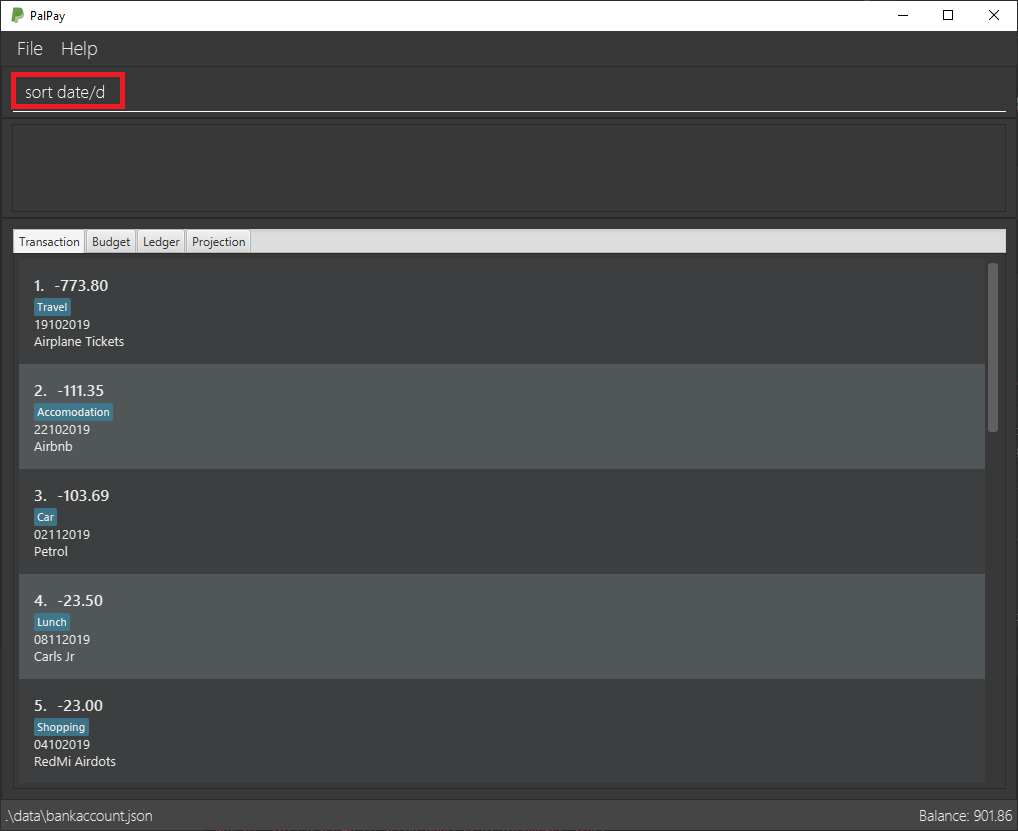 PalPay
File Help
sort date/d
Transaction Budget Ledger Projection
1. -773.80
Travel
19102019
Airplane Tickets
2. -111.35
Accomodation
22102019
Airbnb
3. -103.69
Car
02112019
Petrol
4. -23.50
Lunch
08112019
Carls Jr
5. -23.00
Shopping
04102019
RedMi Airdots
.\data\bankaccount.json Balance: 901.86